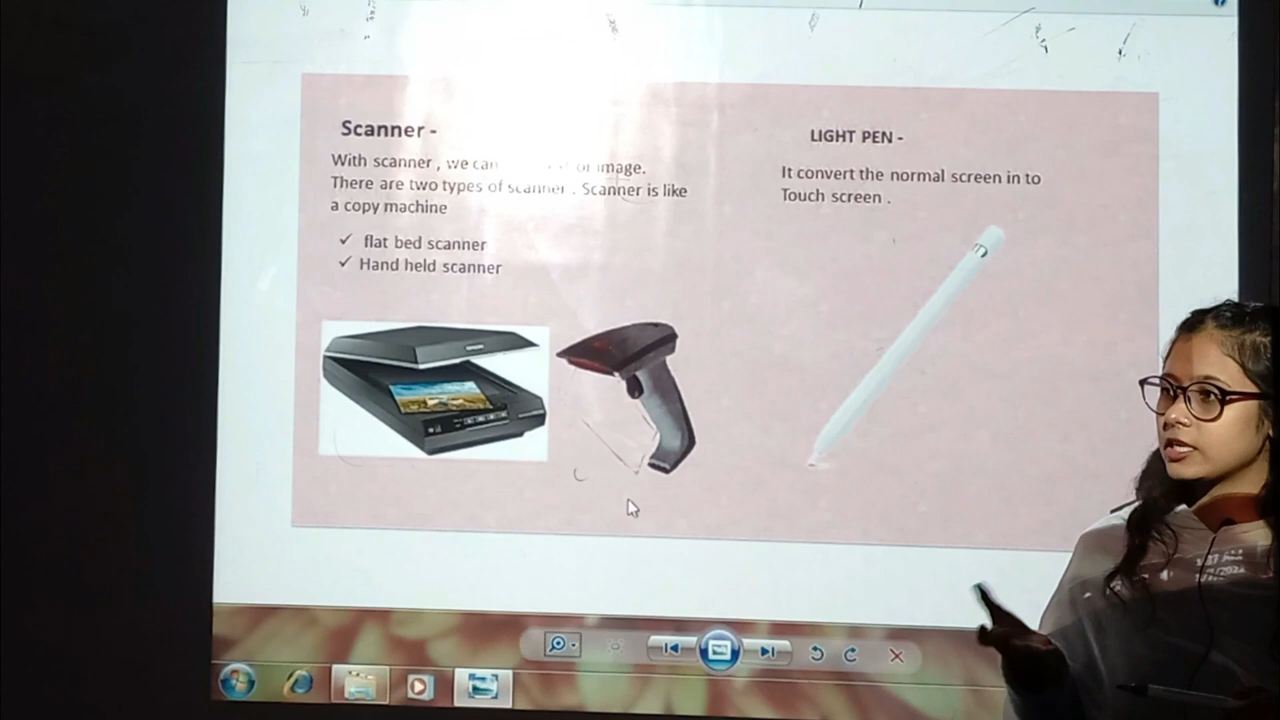 Scanner -
With scanner , we can or image.
There are two types of scanner . Scanner is like
a copy machine
✓ flat bed scanner
✓ Hand held scanner
LIGHT PEN -
It convert the normal screen in to
Touch screen .